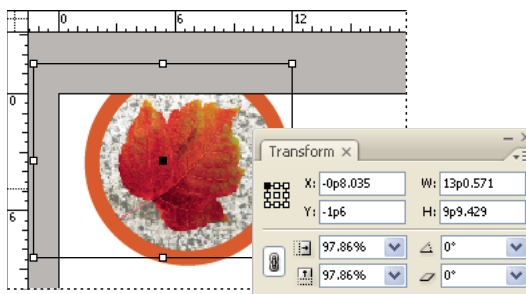 0 6 12
0
Transform ×
X: -0p8.035 W: 13p0.571
Y: -1p6 H: 9p9.429
6
97.86% 0°
97.86% 0°